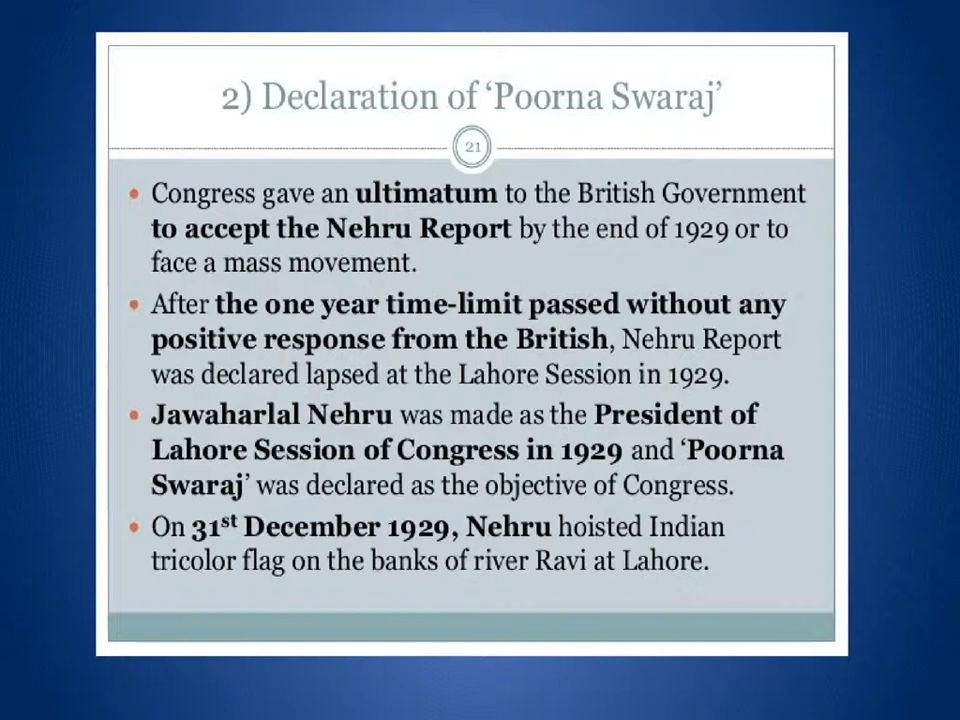 2) Declaration of ‘Poorna Swaraj’
21
• Congress gave an ultimatum to the British Government
to accept the Nehru Report by the end of 1929 or to
face a mass movement.
• After the one year time-limit passed without any
positive response from the British, Nehru Report
was declared lapsed at the Lahore Session in 1929.
• Jawaharlal Nehru was made as the President of
Lahore Session of Congress in 1929 and ‘Poorna
Swaraj’ was declared as the objective of Congress.
• On 31st December 1929, Nehru hoisted Indian
tricolor flag on the banks of river Ravi at Lahore.